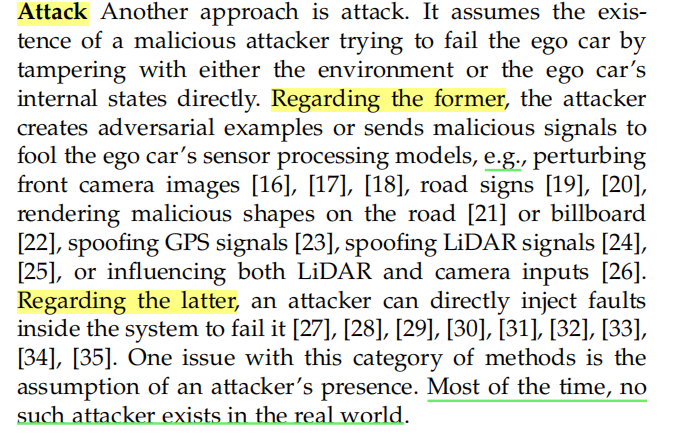 Attack Another approach is attack. It assumes the exis-
tence of a malicious attacker trying to fail the ego car by
tampering with either the environment or the ego car's
internal states directly. Regarding the former, the attacker
creates adversarial examples or sends malicious signals to
fool the ego car's sensor processing models, e.g., perturbing
front camera images [16], [17], [18], road signs [19], [20],
rendering malicious shapes on the road [21] or billboard
[22], spoofing GPS signals [23], spoofing LiDAR signals [24],
[25], or influencing both LiDAR and camera inputs [26].
Regarding the latter, an attacker can directly inject faults
inside the system to fail it [27], [28], [29], [30], [31], [32], [33],
[34], [35]. One issue with this category of methods is the
assumption of an attacker's presence. Most of the time, no
such attacker exists in the real world.